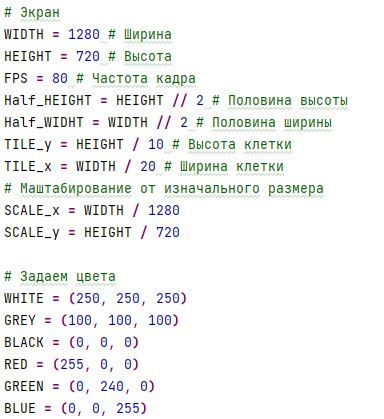 # Экран
WIDTH = 1280 # Ширина
HEIGHT = 720 # Высота
FPS = 80 # Частота кадра
Half_HEIGHT = HEIGHT // 2 # Половина высоты
Half_WIDHT = WIDTH // 2 # Половина ширины
TILE_y = HEIGHT / 10 # Высота клетки
TILE_x = WIDTH / 20 # Ширина клетки
# Маштабирование от изначального размера
SCALE_x = WIDTH / 1280
SCALE_y = HEIGHT / 720
# Задаем цвета
WHITE = (250, 250, 250)
GREY = (100, 100, 100)
BLACK = (0, 0, 0)
RED = (255, 0, 0)
GREEN = (0, 240, 0)
BLUE = (0, 0, 255)